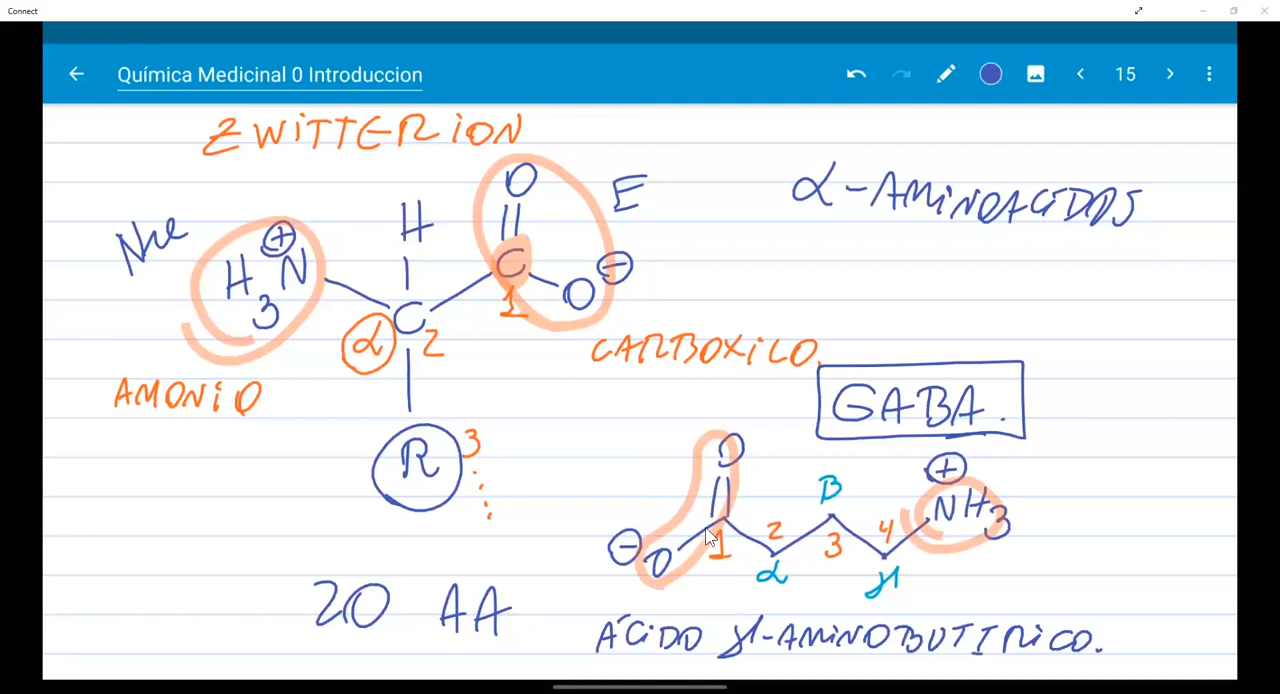 Connect
Química Medicinal 0 Introduccion
15
ZWITTERION
α-AMINOACIDOS
Nu
E
H3N
⊕
H
O
C
O
⊖
1
C
α
2
AMONIO
CARBOXILO.
R
3
GABA.
O
⊖
O
1
2
α
B
3
4
γ
⊕
NH3
20 AA
ÁCIDO γ-AMINOBUTIRICO.